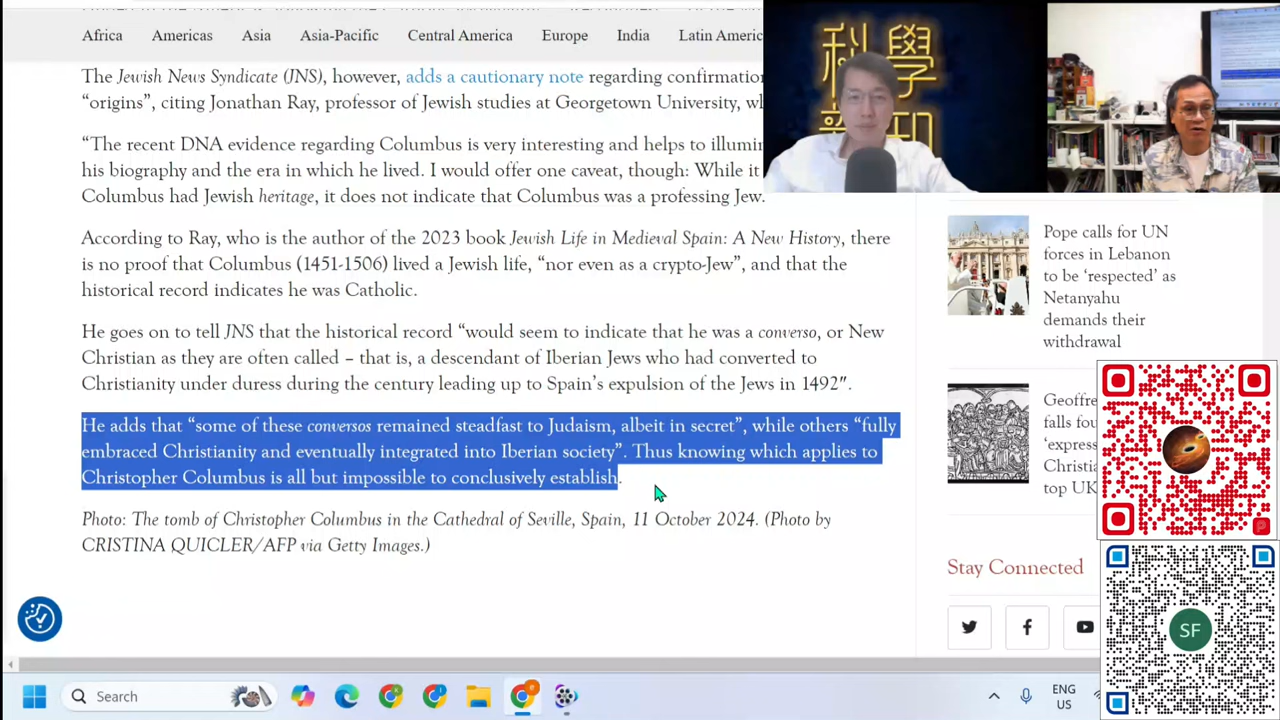 Africa Americas Asia Asia-Pacific Central America Europe India Latin Americ
The Jewish News Syndicate (JNS), however, adds a cautionary note regarding confirmation
“origins”, citing Jonathan Ray, professor of Jewish studies at Georgetown University, wh
“The recent DNA evidence regarding Columbus is very interesting and helps to illumin
his biography and the era in which he lived. I would offer one caveat, though: While it
Columbus had Jewish heritage, it does not indicate that Columbus was a professing Jew.
According to Ray, who is the author of the 2023 book Jewish Life in Medieval Spain: A New History, there
is no proof that Columbus (1451-1506) lived a Jewish life, “nor even as a crypto-Jew”, and that the
historical record indicates he was Catholic.
He goes on to tell JNS that the historical record “would seem to indicate that he was a converso, or New
Christian as they are often called – that is, a descendant of Iberian Jews who had converted to
Christianity under duress during the century leading up to Spain’s expulsion of the Jews in 1492″.
He adds that “some of these conversos remained steadfast to Judaism, albeit in secret”, while others “fully
embraced Christianity and eventually integrated into Spanish society”. Thus knowing which applies to
Christopher Columbus is all but impossible to conclusively establish.
Photo: The tomb of Christopher Columbus in the Cathedral of Seville, Spain, 11 October 2024. (Photo by
CRISTINA QUICLER/AFP via Getty Images.)
科學
新知
Pope calls for UN
forces in Lebanon
to be ‘respected’ as
Netanyahu
demands their
withdrawal
Geoffre
falls fou
‘express
Christia
top UK
Stay Connected
SF
Search
ENG
US